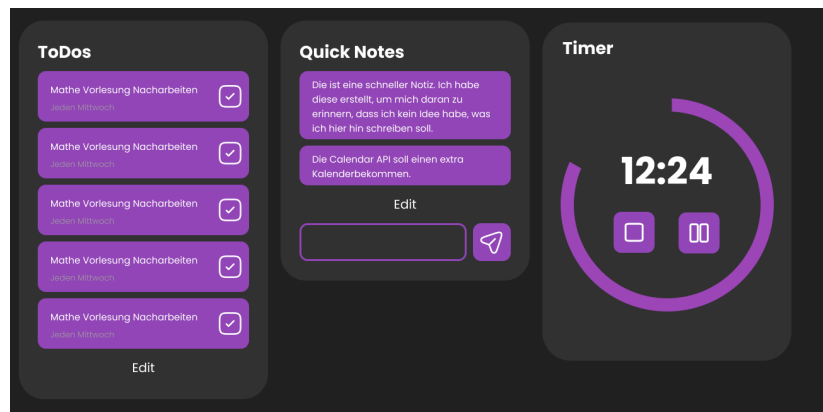 ToDos
Mathe Vorlesung Nacharbeiten
Jeden Mittwoch
Mathe Vorlesung Nacharbeiten
Jeden Mittwoch
Mathe Vorlesung Nacharbeiten
Jeden Mittwoch
Mathe Vorlesung Nacharbeiten
Jeden Mittwoch
Mathe Vorlesung Nacharbeiten
Jeden Mittwoch
Edit
Quick Notes
Die ist eine schneller Notiz. Ich habe
diese erstellt, um mich daran zu
erinnern, dass ich kein Idee habe, was
ich hier hin schreiben soll.
Die Calendar API soll einen extra
Kalenderbekommen.
Edit
Timer
12:24